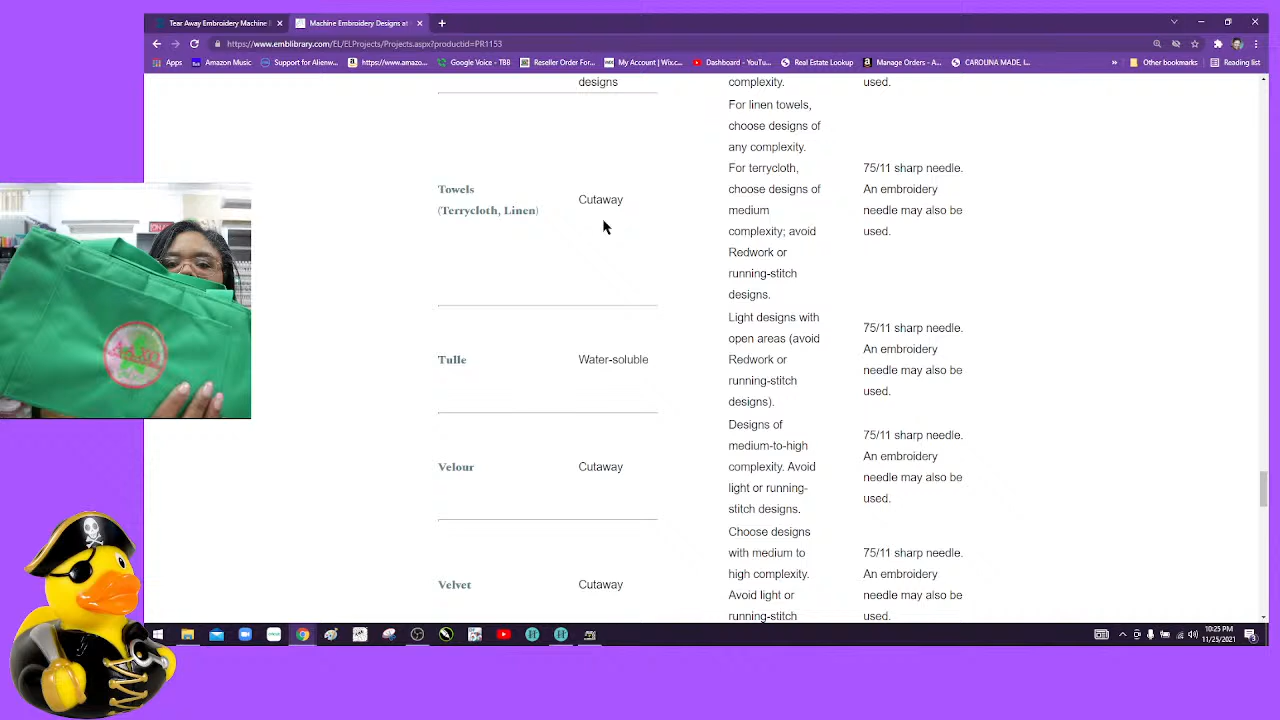 Tear Away Embroidery Machine
Machine Embroidery Designs at
https://www.emblibrary.com/EL/ELProjects/Projects.aspx?productid=PR1153
Apps
Amazon Music
Support for Alienw...
https://www.amazo...
Google Voice - TBB
Reseller Order For...
My Account | Wix.c...
Dashboard - YouTu...
Real Estate Lookup
Manage Orders - A...
CAROLINA MADE, I...
»
Other bookmarks
Reading list
designs
complexity.
used.
Towels
(Terrycloth, Linen)
Cutaway
For linen towels,
choose designs of
any complexity.
For terrycloth,
choose designs of
medium
complexity; avoid
Redwork or
running-stitch
designs.
75/11 sharp needle.
An embroidery
needle may also be
used.
Tulle
Water-soluble
Light designs with
open areas (avoid
Redwork or
running-stitch
designs).
75/11 sharp needle.
An embroidery
needle may also be
used.
Velour
Cutaway
Designs of
medium-to-high
complexity. Avoid
light or running-
stitch designs.
75/11 sharp needle.
An embroidery
needle may also be
used.
Velvet
Cutaway
Choose designs
with medium to
high complexity.
Avoid light or
running-stitch
75/11 sharp needle.
An embroidery
needle may also be
used.
10:25 PM
11/25/2021